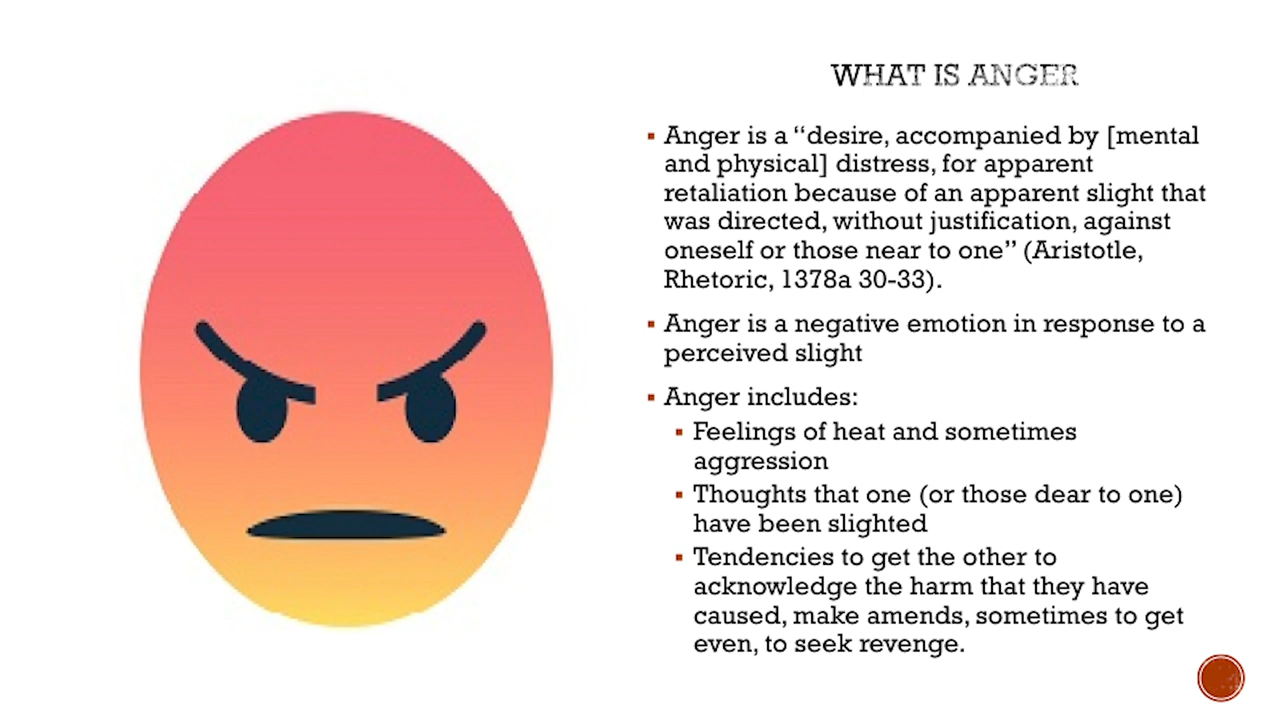 WHAT IS ANGER
▪ Anger is a “desire, accompanied by [mental
and physical] distress, for apparent
retaliation because of an apparent slight that
was directed, without justification, against
oneself or those near to one” (Aristotle,
Rhetoric, 1378a 30-33).
▪ Anger is a negative emotion in response to a
perceived slight
▪ Anger includes:
▪ Feelings of heat and sometimes
aggression
▪ Thoughts that one (or those dear to one)
have been slighted
▪ Tendencies to get the other to
acknowledge the harm that they have
caused, make amends, sometimes to get
even, to seek revenge.